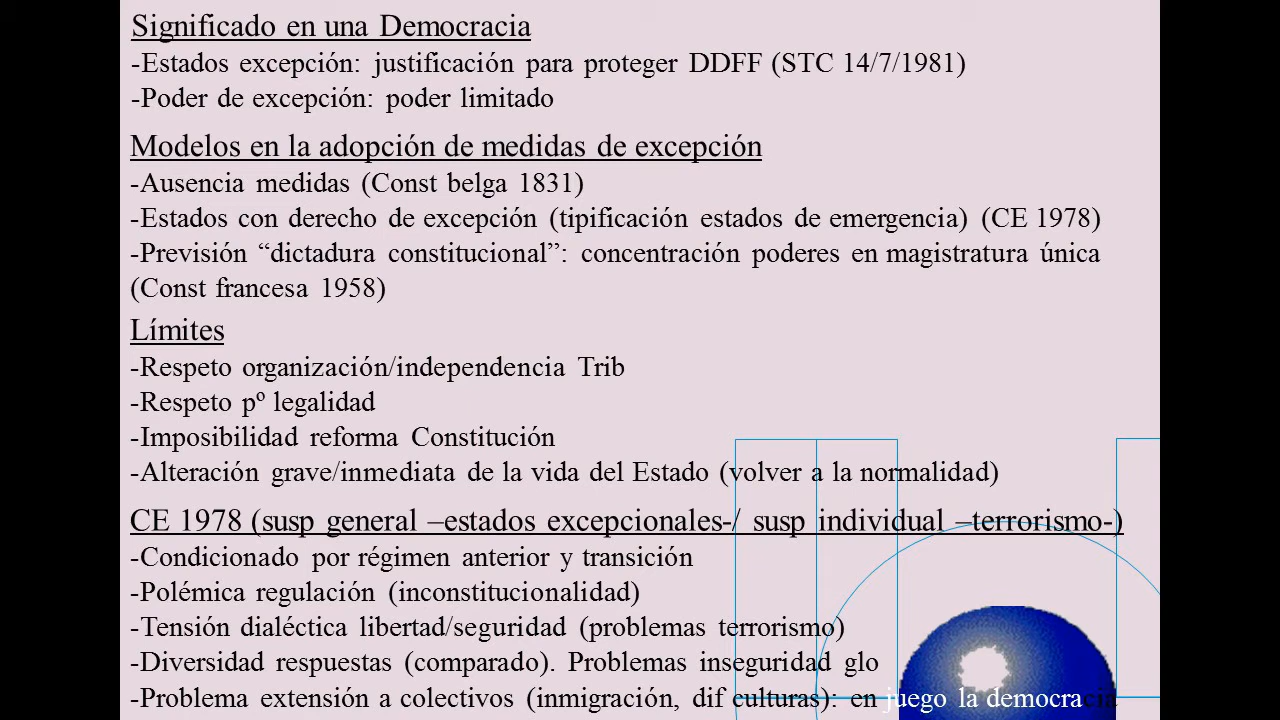 Significado en una Democracia
-Estados excepción: justificación para proteger DDFF (STC 14/7/1981)
-Poder de excepción: poder limitado
Modelos en la adopción de medidas de excepción
-Ausencia medidas (Const belga 1831)
-Estados con derecho de excepción (tipificación estados de emergencia) (CE 1978)
-Previsión “dictadura constitucional”: concentración poderes en magistratura única
(Const francesa 1958)
Límites
-Respeto organización/independencia Trib
-Respeto pº legalidad
-Imposibilidad reforma Constitución
-Alteración grave/inmediata de la vida del Estado (volver a la normalidad)
CE 1978 (susp general –estados excepcionales-/ susp individual –terrorismo-)
-Condicionado por régimen anterior y transición
-Polémica regulación (inconstitucionalidad)
-Tensión dialéctica libertad/seguridad (problemas terrorismo)
-Diversidad respuestas (comparado). Problemas inseguridad glo
-Problema extensión a olectivos (inmigración, dif culturas): en juego la democracia